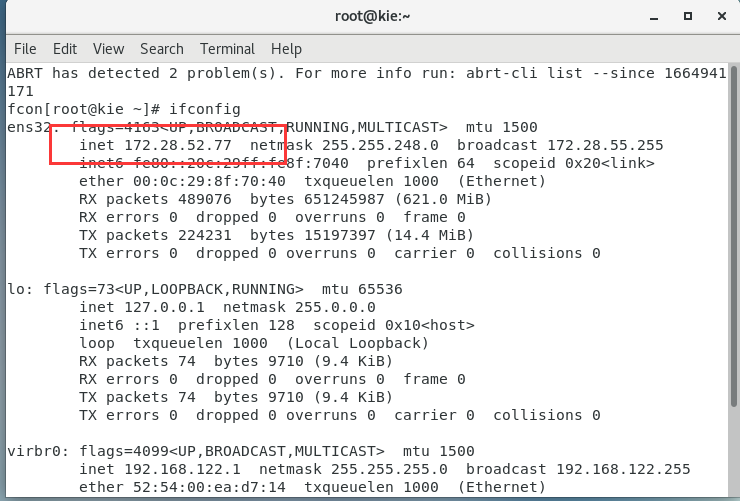 root@kie:~
File Edit View Search Terminal Help
ABRT has detected 2 problem(s). For more info run: abrt-cli list --since 1664941
171
fcon[root@kie ~]# ifconfig
ens32: flags=4163<UP,BROADCAST,RUNNING,MULTICAST>  mtu 1500
        inet 172.28.52.77  netmask 255.255.248.0  broadcast 172.28.55.255
        inet6 fe80::20c:29ff:fe8f:7040  prefixlen 64  scopeid 0x20<link>
        ether 00:0c:29:8f:70:40  txqueuelen 1000  (Ethernet)
        RX packets 489076  bytes 651245987 (621.0 MiB)
        RX errors 0  dropped 0  overruns 0  frame 0
        TX packets 224231  bytes 15197397 (14.4 MiB)
        TX errors 0  dropped 0 overruns 0  carrier 0  collisions 0
lo: flags=73<UP,LOOPBACK,RUNNING>  mtu 65536
        inet 127.0.0.1  netmask 255.0.0.0
        inet6 ::1  prefixlen 128  scopeid 0x10<host>
        loop  txqueuelen 1000  (Local Loopback)
        RX packets 74  bytes 9710 (9.4 KiB)
        RX errors 0  dropped 0  overruns 0  frame 0
        TX packets 74  bytes 9710 (9.4 KiB)
        TX errors 0  dropped 0 overruns 0  carrier 0  collisions 0
virbr0: flags=4099<UP,BROADCAST,MULTICAST>  mtu 1500
        inet 192.168.122.1  netmask 255.255.255.0  broadcast 192.168.122.255
        ether 52:54:00:ea:d7:14  txqueuelen 1000  (Ethernet)